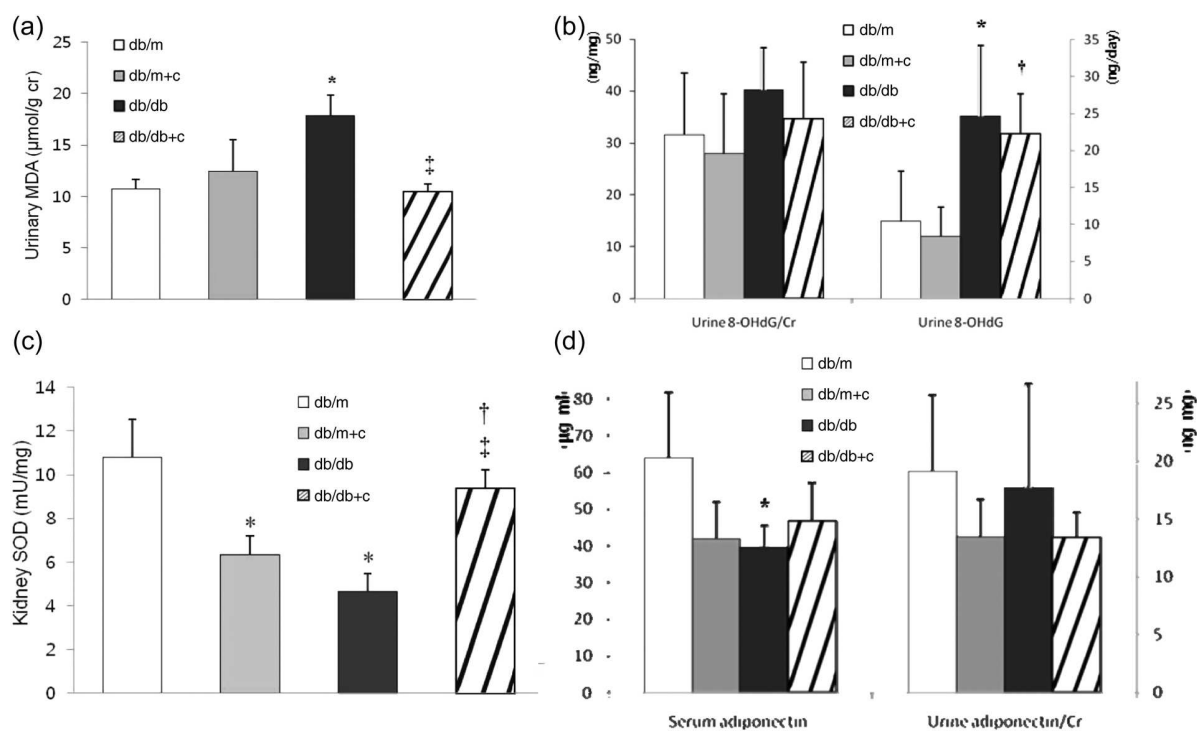 (a)
Urinary MDA (μmol/g cr)
25
20
15
10
5
0
db/m
db/m+c
db/db
db/db+c
*
‡
(b)
(ng/mg)
50
40
30
20
10
0
db/m
db/m+c
db/db
db/db+c
*
†
(ng/day)
35
30
25
20
15
10
5
0
Urine 8-OHdG/Cr
Urine 8-OHdG
(c)
Kidney SOD (mU/mg)
14
12
10
8
6
4
2
0
db/m
db/m+c
db/db
db/db+c
*
*
†
‡
(d)
µg ml
80
70
60
50
40
30
20
60
0
db/m
db/m+c
db/db
db/db+c
*
25
20
15
10
5
0
Serum adiponectin
Urine adiponectin/Cr